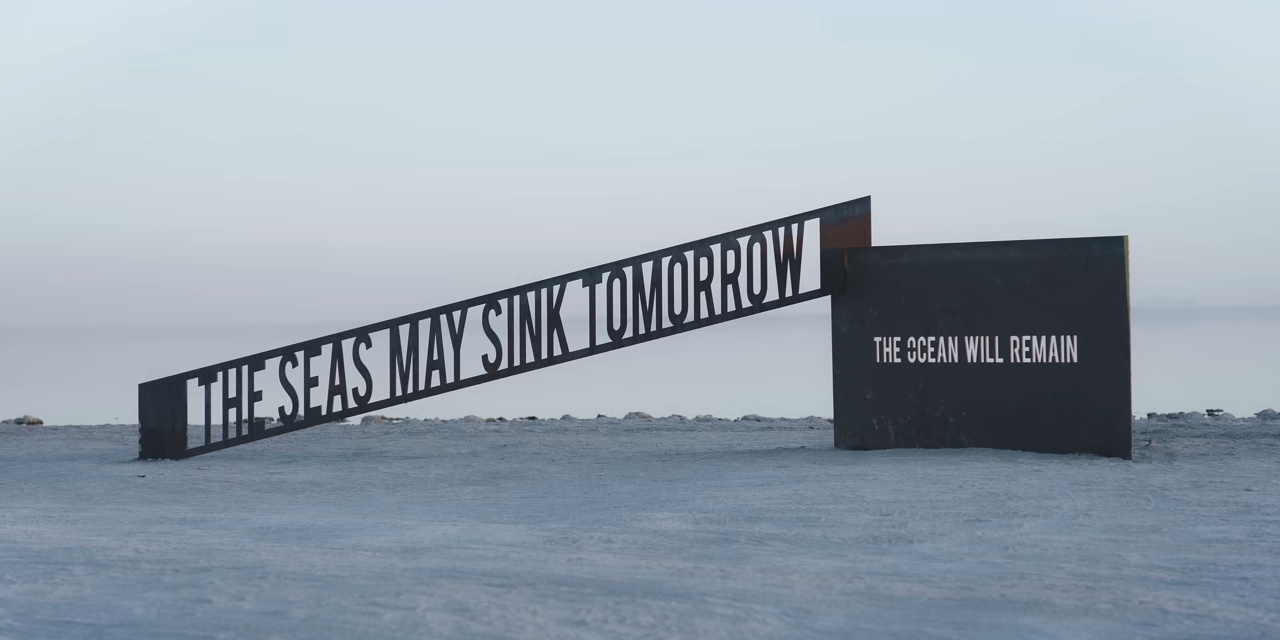 THE SEAS MAY SINK TOMORROW
THE OCEAN WILL REMAIN